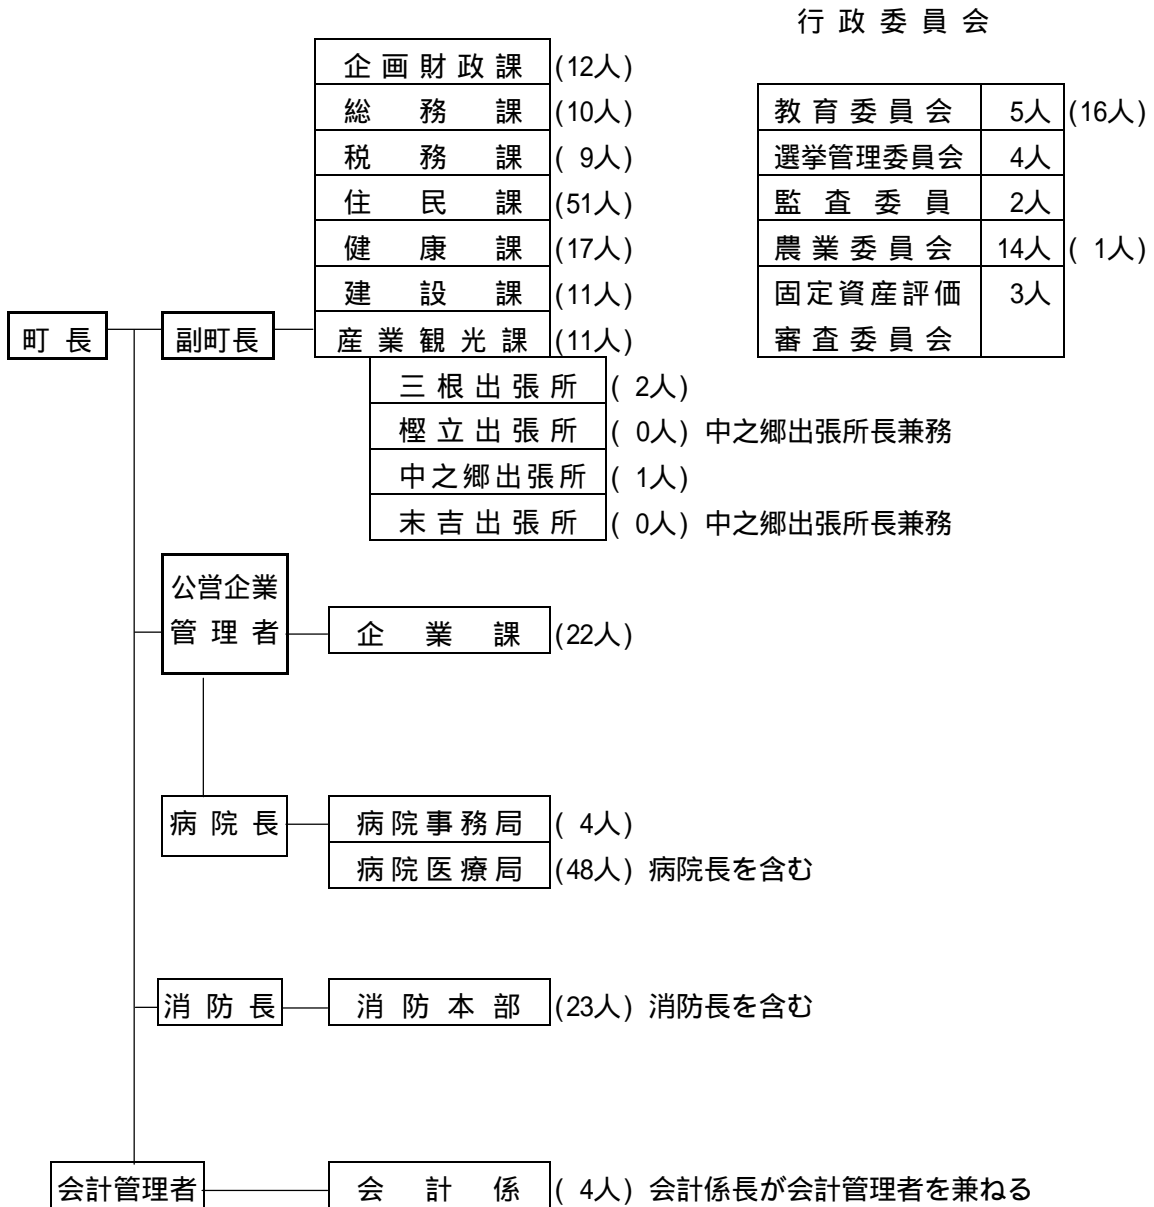 行政委員会
企画財政課 (12人)
総務課 (10人)
税務課 ( 9人)
住民課 (51人)
健康課 (17人)
建設課 (11人)
町長 副町長 産業観光課 (11人)
三根出張所 ( 2人)
樫立出張所 ( 0人) 中之郷出張所長兼務
中之郷出張所 ( 1人)
末吉出張所 ( 0人) 中之郷出張所長兼務
教育委員会 5人 (16人)
選挙管理委員会 4人
監査委員 2人
農業委員会 14人 ( 1人)
固定資産評価 3人
審査委員会
公営企業
管理者 企業課 (22人)
病院長 病院事務局 ( 4人)
病院医療局 (48人) 病院長を含む
消防長 消防本部 (23人) 消防長を含む
会計管理者 会計係 ( 4人) 会計係長が会計管理者を兼ねる